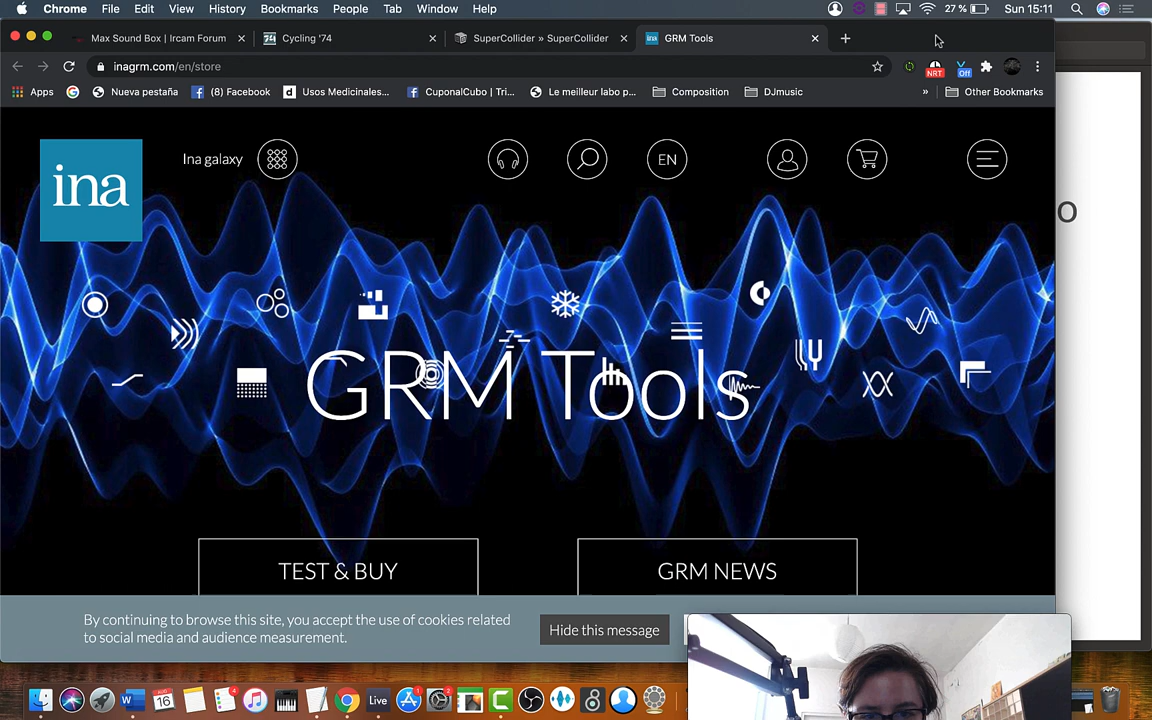 Chrome File Edit View History Bookmarks People Tab Window Help 27 % Sun 15:11
Max Sound Box | Ircam Forum Cycling '74 SuperCollider » SuperCollider GRM Tools
inagrm.com/en/store NRT Off
Apps Nueva pestaña (8) Facebook Usos Medicinales... CuponalCubo | Tri... Le meilleur labo p... Composition DJmusic » Other Bookmarks
ina
Ina galaxy EN
o
GRM Tools
TEST & BUY GRM NEWS
By continuing to browse this site, you accept the use of cookies related
to social media and audience measurement.
Hide this message
Live